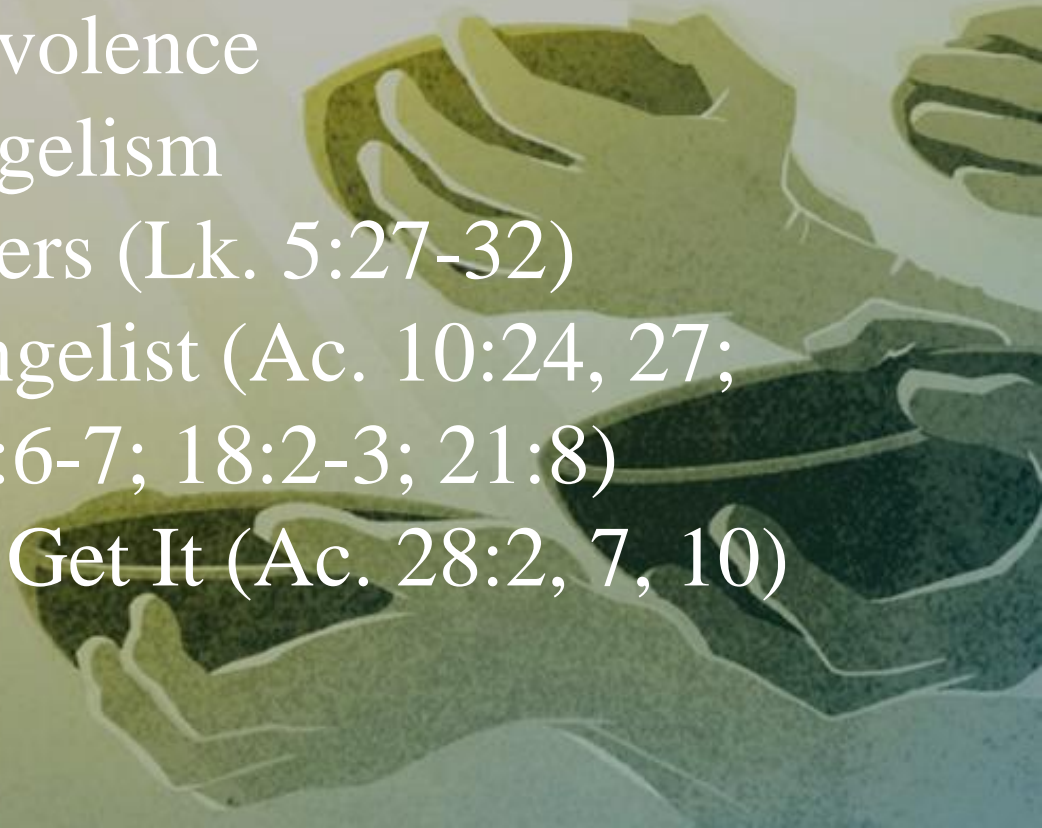 volence
gelism
ers (Lk. 5:27-32)
ngelist (Ac. 10:24, 27;
:6-7; 18:2-3; 21:8)
Get It (Ac. 28:2, 7, 10)